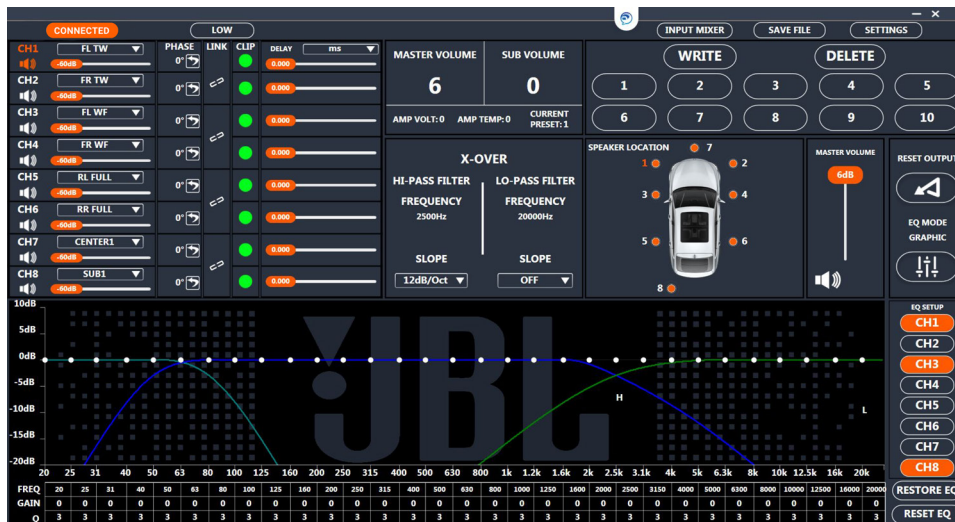 CONNECTED LOW INPUT MIXER SAVE FILE SETTINGS
CH1 FL TW PHASE LINK CLIP DELAY ms
-60dB 0° 0.000
CH2 FR TW
-60dB 0° 0.000
CH3 FL WF
-60dB 0° 0.000
CH4 FR WF
-60dB 0° 0.000
CH5 RL FULL
-60dB 0° 0.000
CH6 RR FULL
-60dB 0° 0.000
CH7 CENTER1
-60dB 0° 0.000
CH8 SUB1
-60dB 0° 0.000
MASTER VOLUME SUB VOLUME
6 0
AMP VOLT:0 AMP TEMP:0 CURRENT
PRESET: 1
WRITE DELETE
1 2 3 4 5
6 7 8 9 10
X-OVER
HI-PASS FILTER LO-PASS FILTER
FREQUENCY FREQUENCY
2500Hz 20000Hz
SLOPE SLOPE
12dB/Oct OFF
SPEAKER LOCATION 7
1 2
3 4
5 6
8
MASTER VOLUME
6dB
RESET OUTPUT
EQ MODE
GRAPHIC
10dB
5dB
0dB
-5dB
-10dB
-15dB
-20dB
JBL
H
L
20 25 31 40 50 63 80 100 125 160 200 250 315 400 500 630 800 1k 1.2k 1.6k 2k 2.5k 3.1k 4k 5k 6.3k 8k 10k 12.5k 16k 20k
FREQ 20 25 31 40 50 63 80 100 125 160 200 250 315 400 500 630 800 1000 1250 1600 2000 2500 3150 4000 5000 6300 8000 10000 12500 16000 20000
GAIN 0 0 0 0 0 0 0 0 0 0 0 0 0 0 0 0 0 0 0 0 0 0 0 0 0 0 0 0 0 0 0
Q 3 3 3 3 3 3 3 3 3 3 3 3 3 3 3 3 3 3 3 3 3 3 3 3 3 3 3 3 3 3 3
EQ SETUP
CH1
CH2
CH3
CH4
CH5
CH6
CH7
CH8
RESTORE EQ
RESET EQ